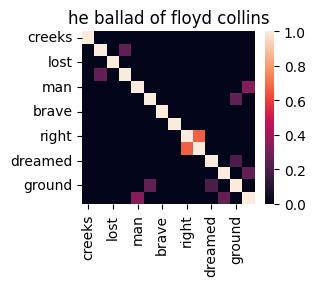 he ballad of floyd collins
creeks
lost
man
brave
right
dreamed
ground
1.0
0.8
0.6
0.4
0.2
0.0
creeks
lost
man
brave
right
dreamed
ground